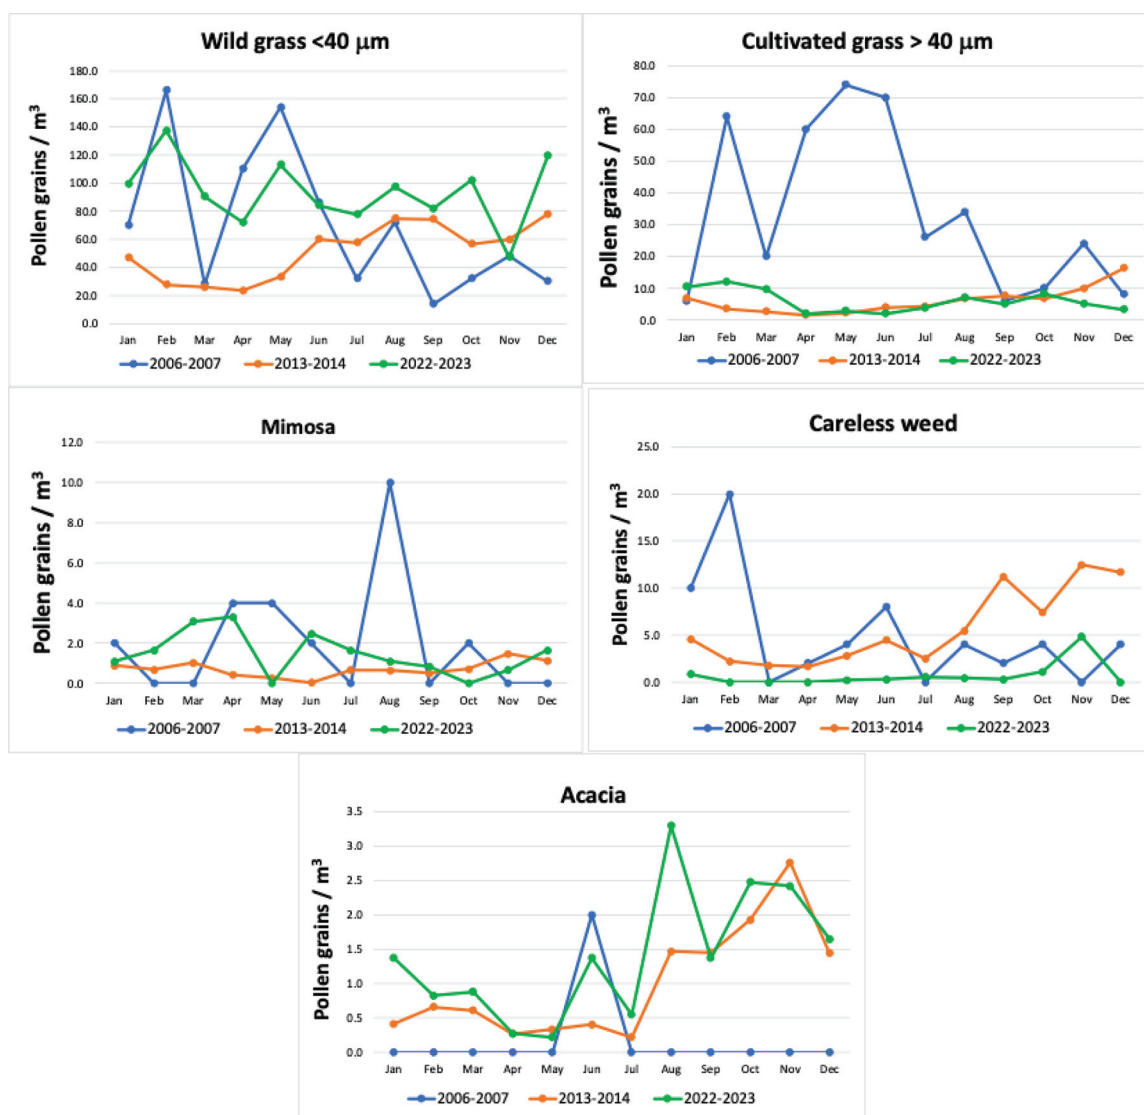 Wild grass <40 μm
Pollen grains / m³
180.0
160.0
140.0
120.0
100.0
80.0
60.0
40.0
20.0
0.0
Jan Feb Mar Apr May Jun Jul Aug Sep Oct Nov Dec
2006-2007 2013-2014 2022-2023
Cultivated grass > 40 μm
Pollen grains / m³
80.0
70.0
60.0
50.0
40.0
30.0
20.0
10.0
0.0
Jan Feb Mar Apr May Jun Jul Aug Sep Oct Nov Dec
2006-2007 2013-2014 2022-2023
Mimosa
Pollen grains / m³
12.0
10.0
8.0
6.0
4.0
2.0
0.0
Jan Feb Mar Apr May Jun Jul Aug Sep Oct Nov Dec
2006-2007 2013-2014 2022-2023
Careless weed
Pollen grains / m³
25.0
20.0
15.0
10.0
5.0
0.0
Jan Feb Mar Apr May Jun Jul Aug Sep Oct Nov Dec
2006-2007 2013-2014 2022-2023
Acacia
Pollen grains / m³
3.5
3.0
2.5
2.0
1.5
1.0
0.5
0.0
Jan Feb Mar Apr May Jun Jul Aug Sep Oct Nov Dec
2006-2007 2013-2014 2022-2023